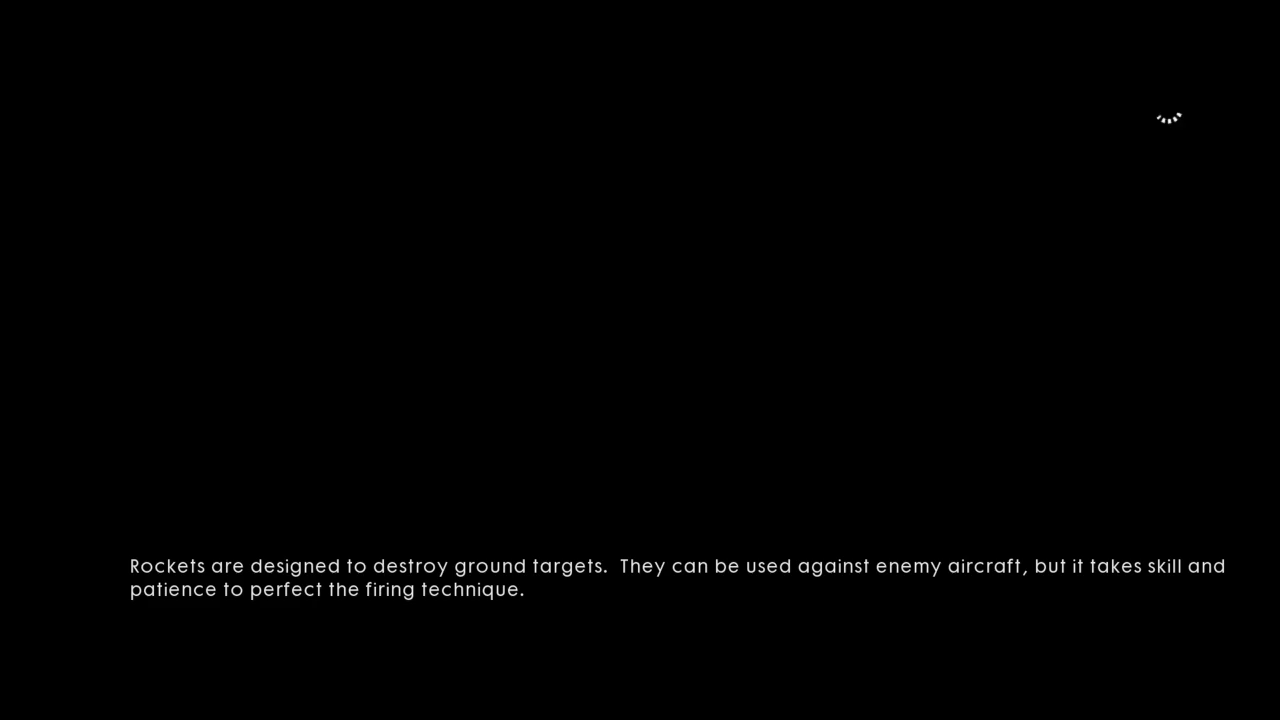 Rockets are designed to destroy ground targets.  They can be used against enemy aircraft, but it takes skill and
patience to perfect the firing technique.